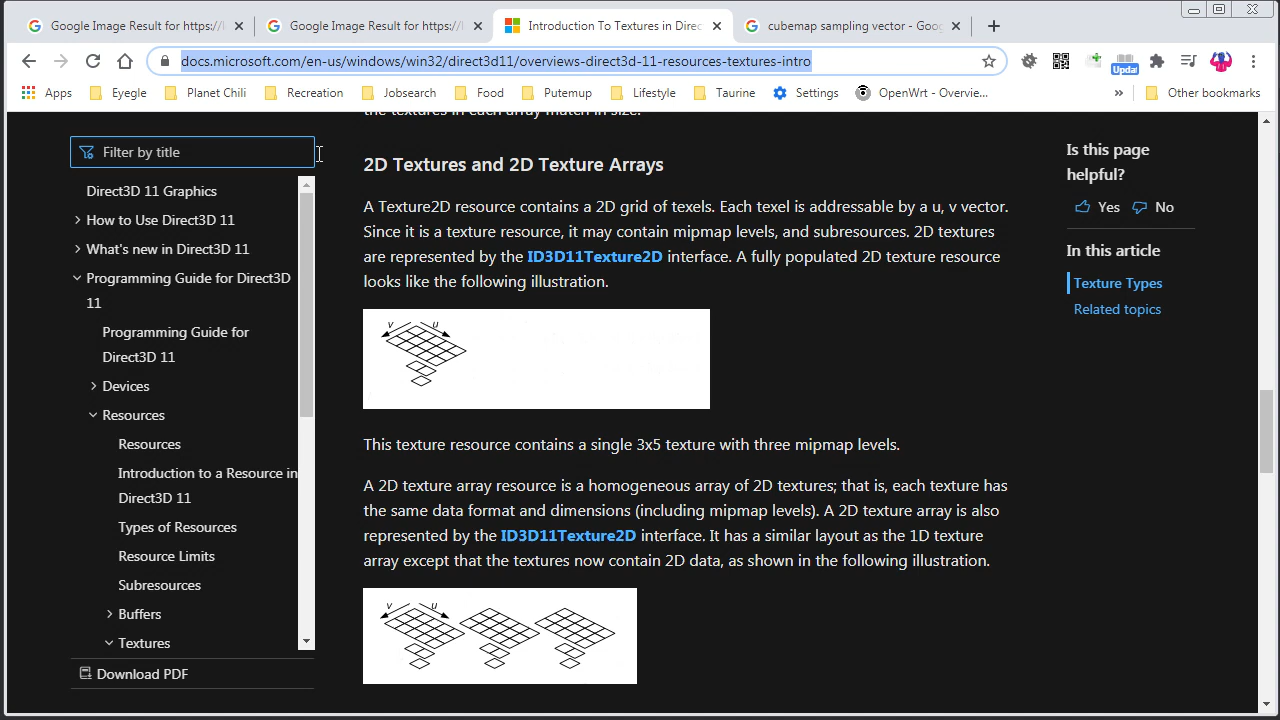 Google Image Result for https://l
Google Image Result for https://l
Introduction To Textures in Direc
cubemap sampling vector - Goo
docs.microsoft.com/en-us/windows/win32/direct3d11/overviews-direct3d-11-resources-textures-intro
Updat
Apps
Eyegle
Planet Chili
Recreation
Jobsearch
Food
Putemup
Lifestyle
Taurine
Settings
OpenWrt - Overvie...
»
Other bookmarks
Filter by title
Direct3D 11 Graphics
How to Use Direct3D 11
What's new in Direct3D 11
Programming Guide for Direct3D
11
Programming Guide for
Direct3D 11
Devices
Resources
Resources
Introduction to a Resource in
Direct3D 11
Types of Resources
Resource Limits
Subresources
Buffers
Textures
Download PDF
the textures in each array match in size.
2D Textures and 2D Texture Arrays
A Texture2D resource contains a 2D grid of texels. Each texel is addressable by a u, v vector.
Since it is a texture resource, it may contain mipmap levels, and subresources. 2D textures
are represented by the ID3D11Texture2D interface. A fully populated 2D texture resource
looks like the following illustration.
v u
This texture resource contains a single 3x5 texture with three mipmap levels.
A 2D texture array resource is a homogeneous array of 2D textures; that is, each texture has
the same data format and dimensions (including mipmap levels). A 2D texture array is also
represented by the ID3D11Texture2D interface. It has a similar layout as the 1D texture
array except that the textures now contain 2D data, as shown in the following illustration.
v u
Is this page
helpful?
Yes No
In this article
Texture Types
Related topics